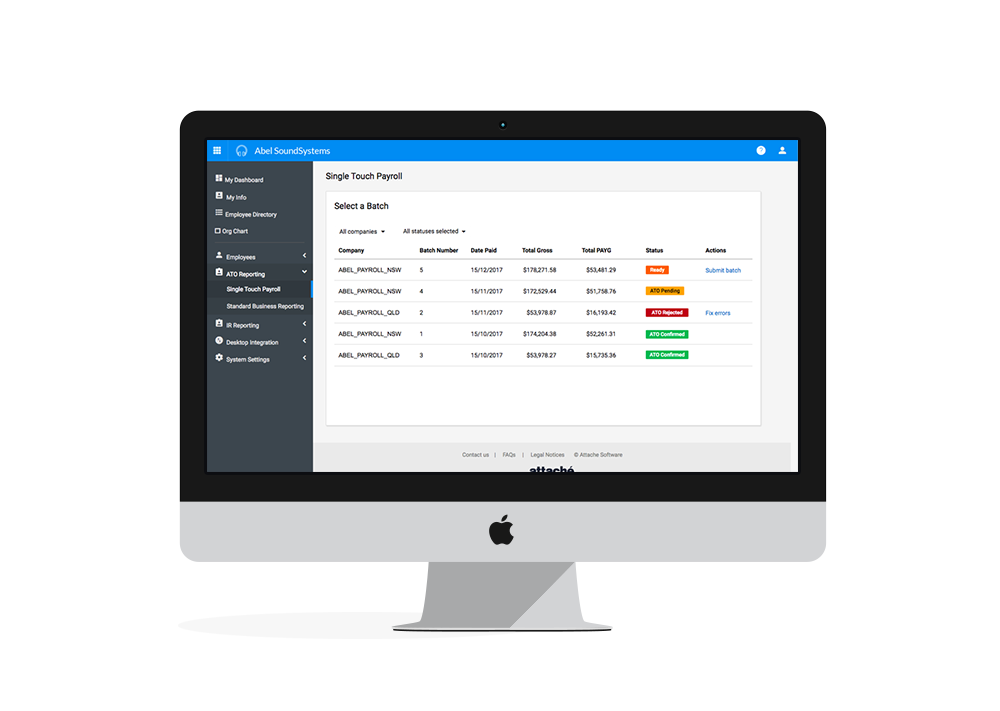 Abel SoundSystems
?
My Dashboard
My Info
Employee Directory
Org Chart
Employees
ATO Reporting
Single Touch Payroll
Standard Business Reporting
IR Reporting
Desktop Integration
System Settings
Single Touch Payroll
Select a Batch
All companies All statuses selected
Company Batch Number Date Paid Total Gross Total PAYG Status Actions
ABEL_PAYROLL_NSW 5 15/12/2017 $178,271.58 $53,481.29 Ready Submit batch
ABEL_PAYROLL_NSW 4 15/11/2017 $172,529.44 $51,758.76 ATO Pending
ABEL_PAYROLL_QLD 2 15/11/2017 $53,978.87 $16,193.42 ATO Rejected Fix errors
ABEL_PAYROLL_NSW 1 15/10/2017 $174,204.38 $52,261.31 ATO Confirmed
ABEL_PAYROLL_QLD 3 15/10/2017 $53,978.27 $15,735.36 ATO Confirmed
Contact us | FAQs | Legal Notices © Attache Software
attaché